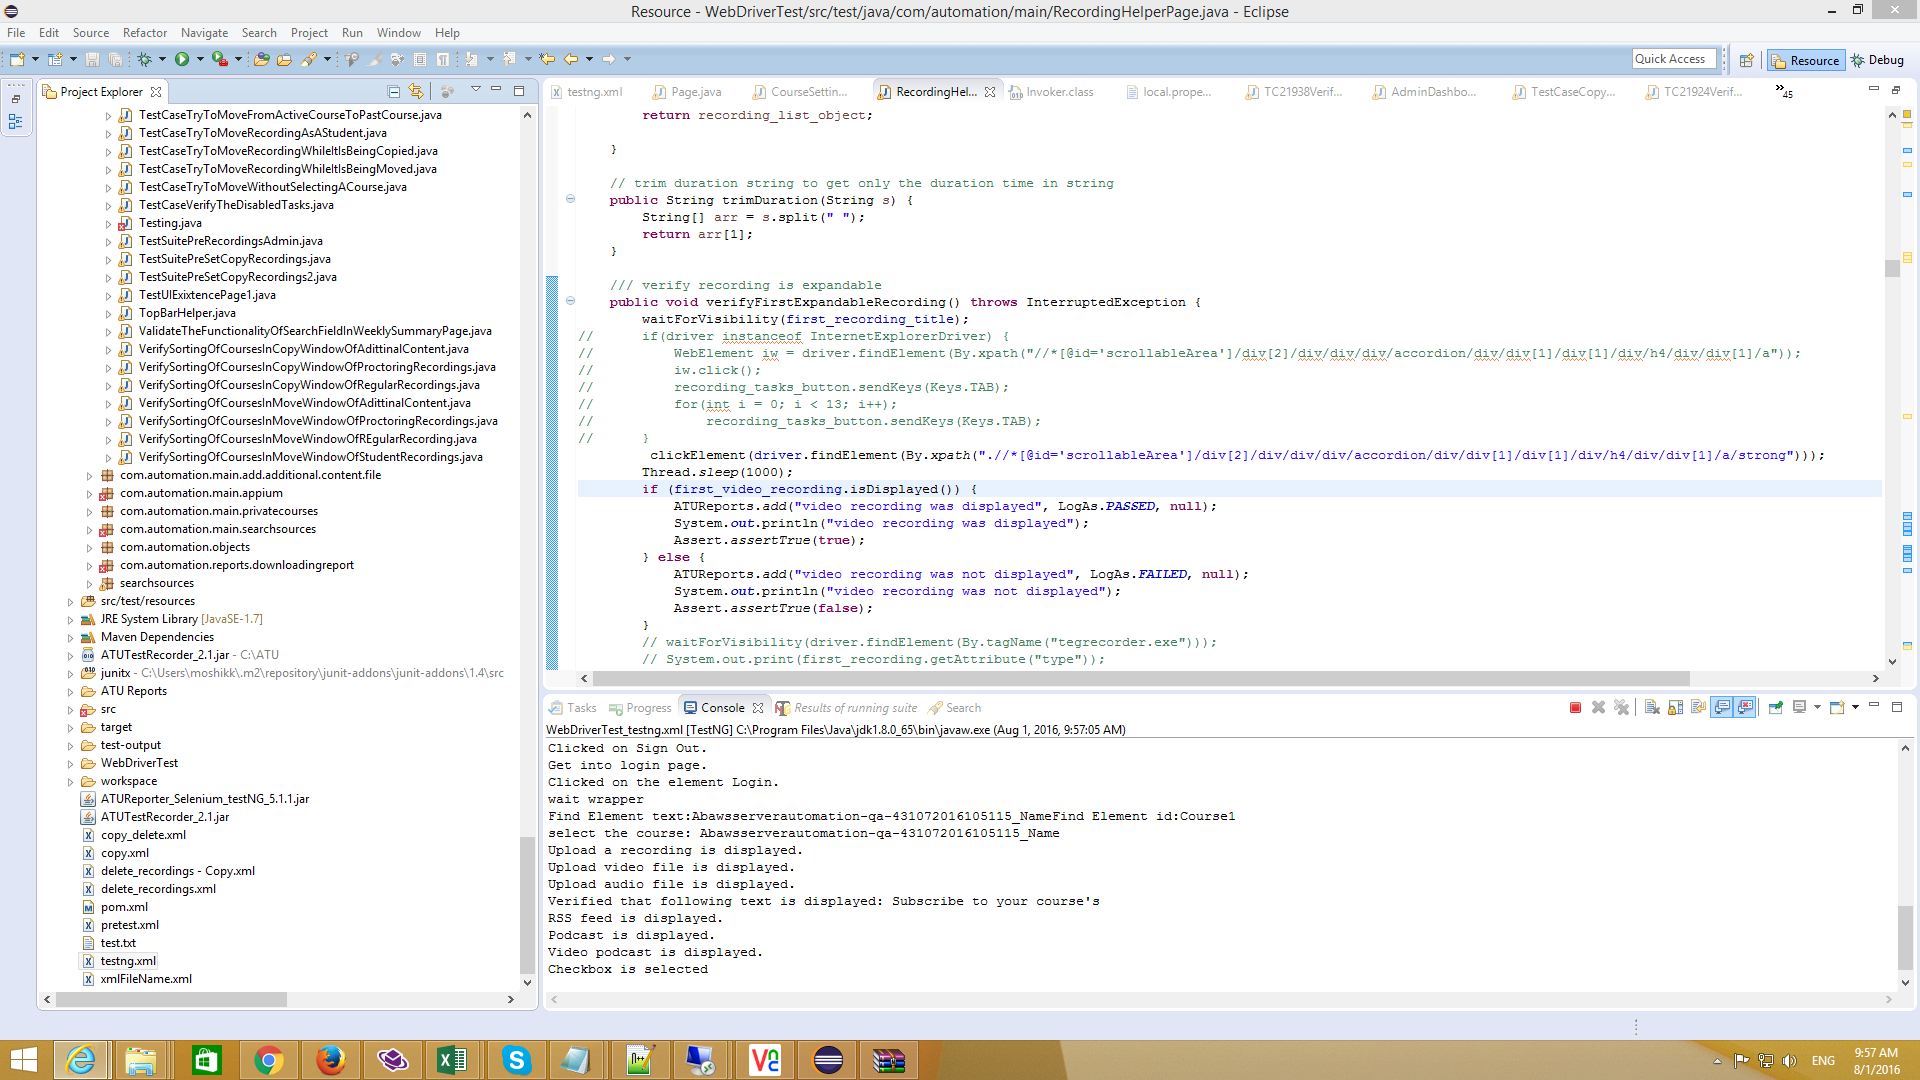 Resource - WebDriverTest/src/test/java/com/automation/main/RecordingHelperPage.java - Eclipse
File Edit Source Refactor Navigate Search Project Run Window Help
Quick Access Resource Debug
Project Explorer
TestCaseTryToMoveFromActiveCourseToPastCourse.java
TestCaseTryToMoveRecordingAsAStudent.java
TestCaseTryToMoveRecordingWhileItIsBeingCopied.java
TestCaseTryToMoveRecordingWhileItIsBeingMoved.java
TestCaseTryToMoveWithoutSelectingACourse.java
TestCaseVerifyTheDisabledTasks.java
Testing.java
TestSuitePreRecordingsAdmin.java
TestSuitePreSetCopyRecordings.java
TestSuitePreSetCopyRecordings2.java
TestUIExixtencePage1.java
TopBarHelper.java
ValidateTheFunctionalityOfSearchFieldInWeeklySummaryPage.java
VerifySortingOfCoursesInCopyWindowOfAdittinalContent.java
VerifySortingOfCoursesInCopyWindowOfProctoringRecordings.java
VerifySortingOfCoursesInCopyWindowOfRegularRecordings.java
VerifySortingOfCoursesInMoveWindowOfAdittinalContent.java
VerifySortingOfCoursesInMoveWindowOfProctoringRecordings.java
VerifySortingOfCoursesInMoveWindowOfREgularRecording.java
VerifySortingOfCoursesInMoveWindowOfStudentRecordings.java
com.automation.main.add.additional.content.file
com.automation.main.appium
com.automation.main.privatecourses
com.automation.main.searchsources
com.automation.objects
com.automation.reports.downloadingreport
searchsources
src/test/resources
JRE System Library [JavaSE-1.7]
Maven Dependencies
ATUTestRecorder_2.1.jar - C:\ATU
junitx - C:\Users\moshikk\.m2\repository\junit-addons\junit-addons\1.4\src
ATU Reports
src
target
test-output
WebDriverTest
workspace
ATUReporter_Selenium_testNG_5.1.1.jar
ATUTestRecorder_2.1.jar
copy_delete.xml
copy.xml
delete_recordings - Copy.xml
delete_recordings.xml
pom.xml
pretest.xml
test.txt
testng.xml
xmlFileName.xml
testng.xml Page.java CourseSettin... RecordingHel... Invoker.class local.prope... TC21938Verif... AdminDashbo... TestCaseCopy... TC21924Verif... 45
return recording_list_object;
}
// trim duration string to get only the duration time in string
public String trimDuration(String s) {
String[] arr = s.split(" ");
return arr[1];
}
/// verify recording is expandable
public void verifyFirstExpandableRecording() throws InterruptedException {
waitForVisibility(first_recording_title);
// if(driver instanceof InternetExplorerDriver) {
// WebElement iw = driver.findElement(By.xpath("//*[@id='scrollableArea']/div[2]/div/div/div/accordion/div/div[1]/div[1]/div/h4/div/div[1]/a"));
// iw.click();
// recording_tasks_button.sendKeys(Keys.TAB);
// for(int i = 0; i < 13; i++);
// recording_tasks_button.sendKeys(Keys.TAB);
// }
clickElement(driver.findElement(By.xpath(".//*[@id='scrollableArea']/div[2]/div/div/div/accordion/div/div[1]/div[1]/div/h4/div/div[1]/a/strong")));
Thread.sleep(1000);
if (first_video_recording.isDisplayed()) {
ATUReports.add("video recording was displayed", LogAs.PASSED, null);
System.out.println("video recording was displayed");
Assert.assertTrue(true);
} else {
ATUReports.add("video recording was not displayed", LogAs.FAILED, null);
System.out.println("video recording was not displayed");
Assert.assertTrue(false);
}
// waitForVisibility(driver.findElement(By.tagName("tegrecorder.exe")));
// System.out.print(first_recording.getAttribute("type"));
Tasks Progress Console Results of running suite Search
WebDriverTest_testng.xml [TestNG] C:\Program Files\Java\jdk1.8.0_65\bin\javaw.exe (Aug 1, 2016, 9:57:05 AM)
Clicked on Sign Out.
Get into login page.
Clicked on the element Login.
wait wrapper
Find Element text:Abawsserverautomation-qa-431072016105115_NameFind Element id:Course1
select the course: Abawsserverautomation-qa-431072016105115_Name
Upload a recording is displayed.
Upload video file is displayed.
Upload audio file is displayed.
Verified that following text is displayed: Subscribe to your course's
RSS feed is displayed.
Podcast is displayed.
Video podcast is displayed.
Checkbox is selected
ENG
9:57 AM
8/1/2016